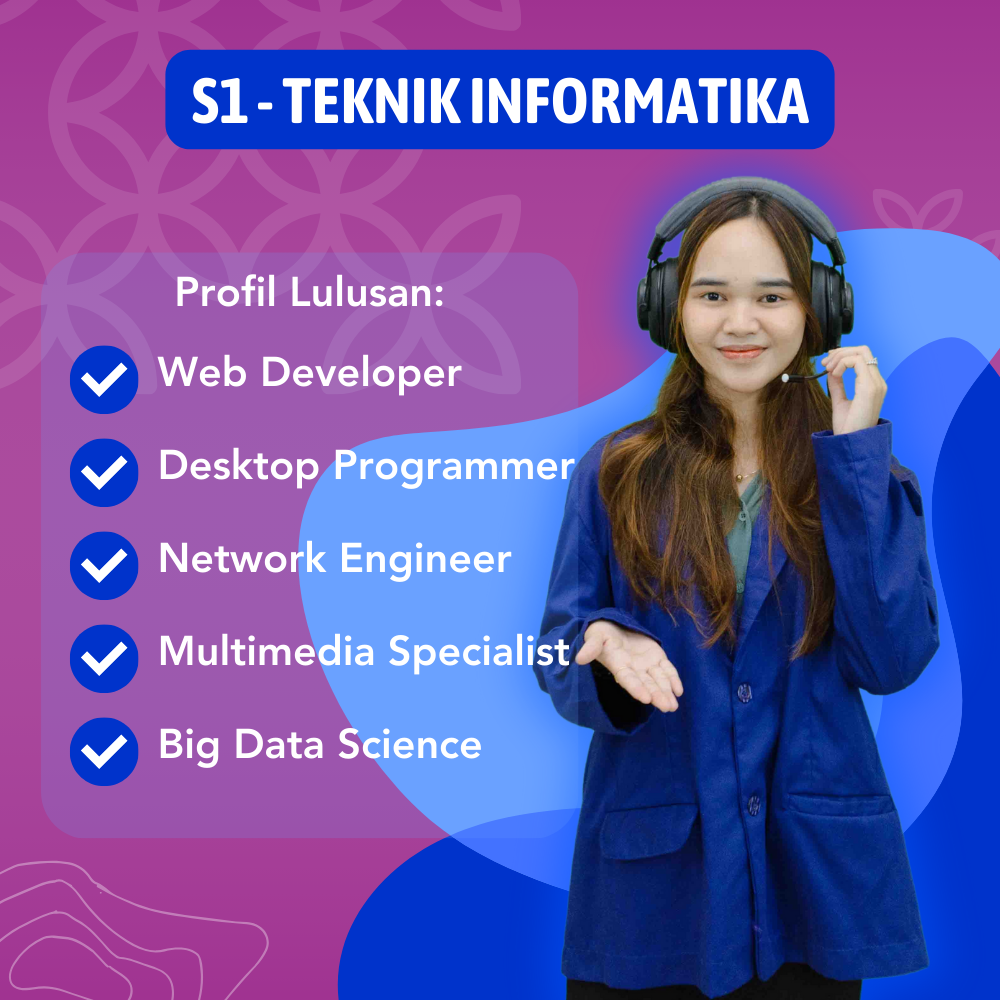 S1 - TEKNIK INFORMATIKA
Profil Lulusan:
Web Developer
Desktop Programmer
Network Engineer
Multimedia Specialist
Big Data Science